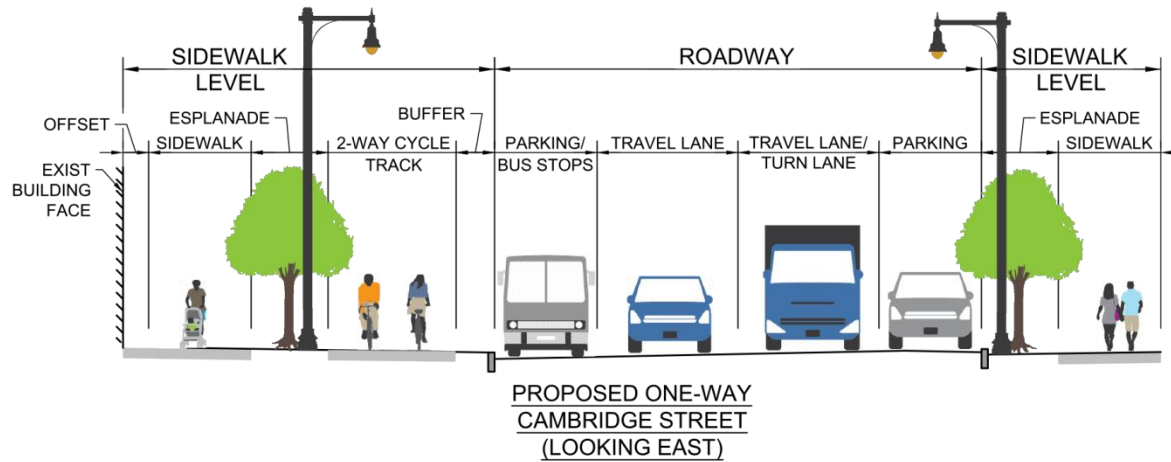 SIDEWALK
LEVEL
ROADWAY
SIDEWALK
LEVEL
OFFSET
SIDEWALK
ESPLANADE
2-WAY CYCLE
TRACK
BUFFER
PARKING/
BUS STOPS
TRAVEL LANE
TRAVEL LANE/
TURN LANE
PARKING
ESPLANADE
SIDEWALK
EXIST
BUILDING
FACE
PROPOSED ONE-WAY
CAMBRIDGE STREET
(LOOKING EAST)